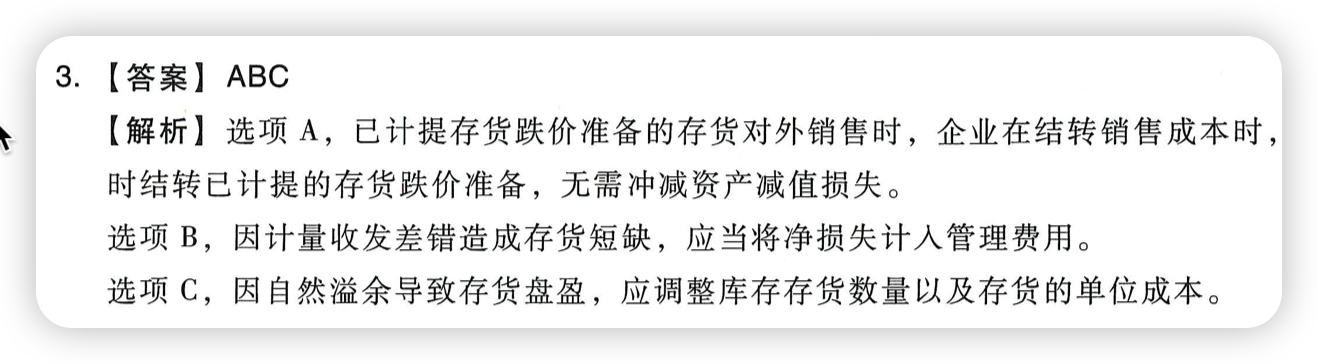 3. 【答案】ABC
【解析】选项 A，已计提存货跌价准备的存货对外销售时，企业在结转销售成本时，
时结转已计提的存货跌价准备，无需冲减资产减值损失。
选项 B，因计量收发差错造成存货短缺，应当将净损失计入管理费用。
选项 C，因自然溢余导致存货盘盈，应调整库存存货数量以及存货的单位成本。